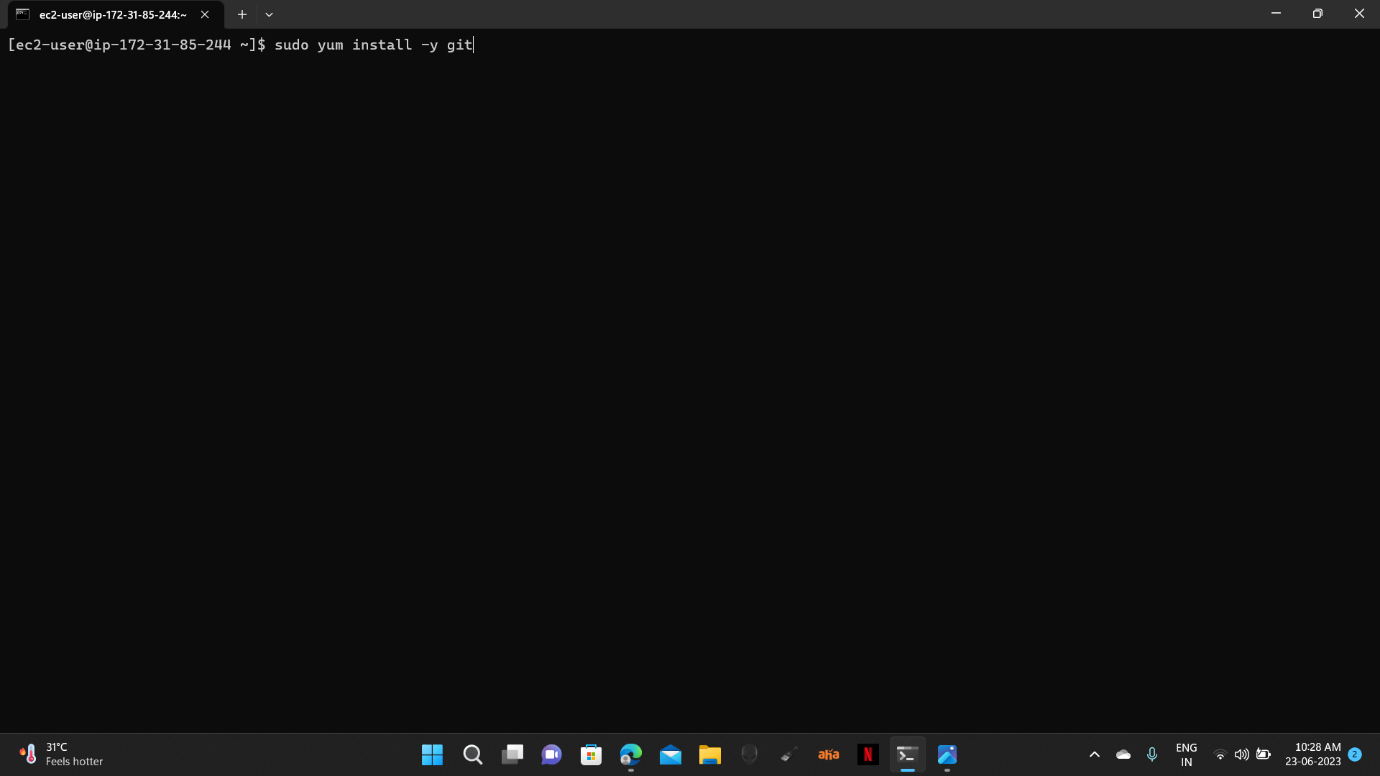 ec2-user@ip-172-31-85-244:~
[ec2-user@ip-172-31-85-244 ~]$ sudo yum install -y git
31°C
Feels hotter
aha
N
ENG
IN
10:28 AM
23-06-2023
2